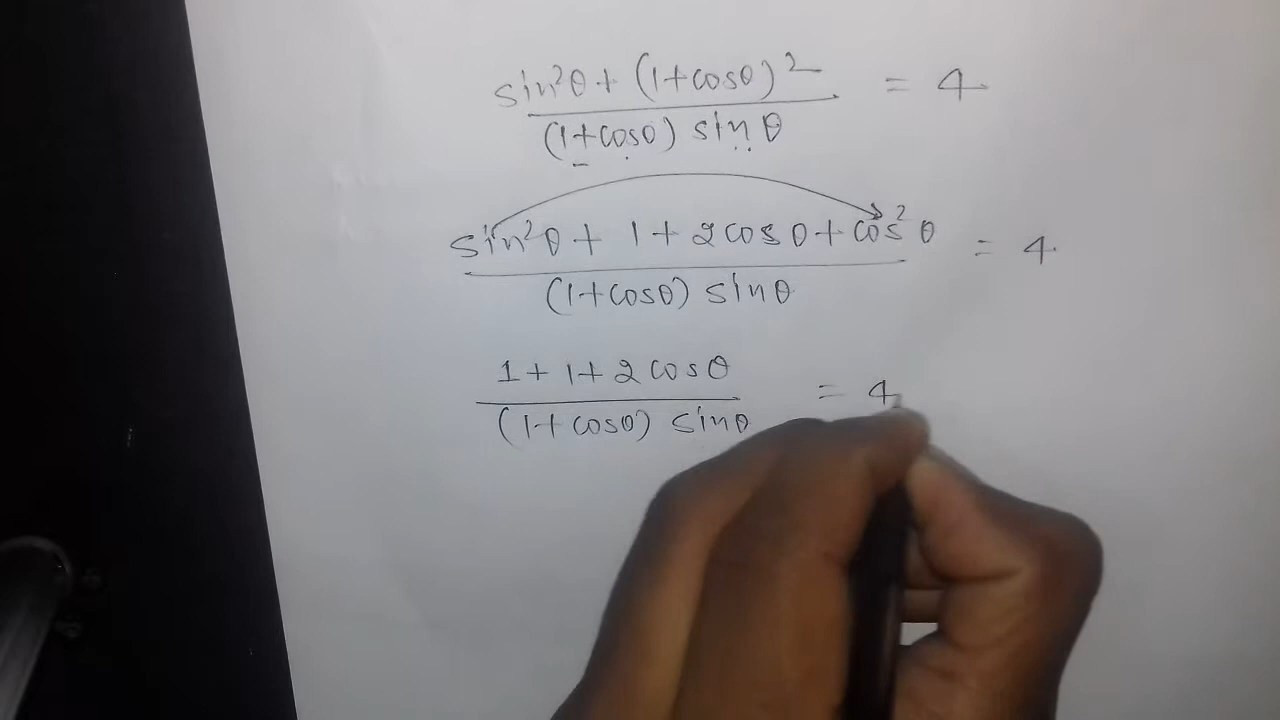 sin²θ + (1+cosθ)² / (1+cosθ) sinθ = 4
sin²θ + 1 + 2cosθ + cos²θ / (1+cosθ) sinθ = 4
1 + 1 + 2cosθ / (1+cosθ) sinθ = 4